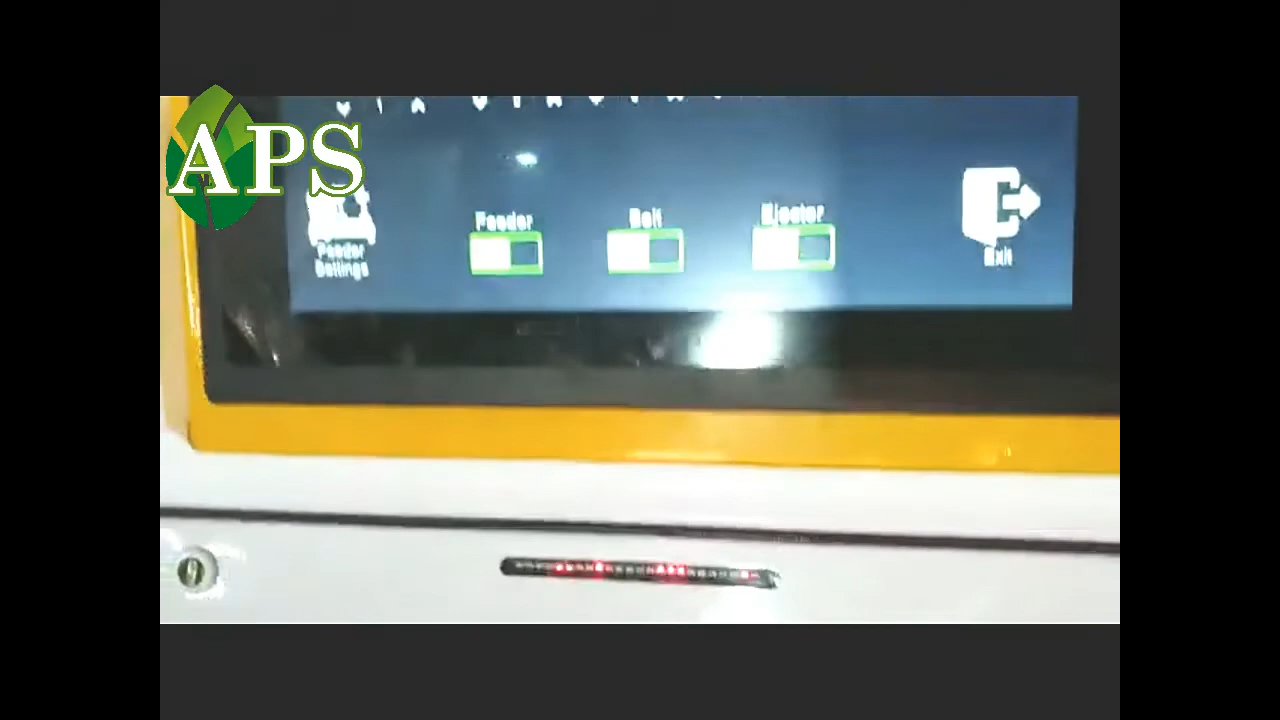 APS
Feeder Belt Ejector
Feeder
Settings
Exit